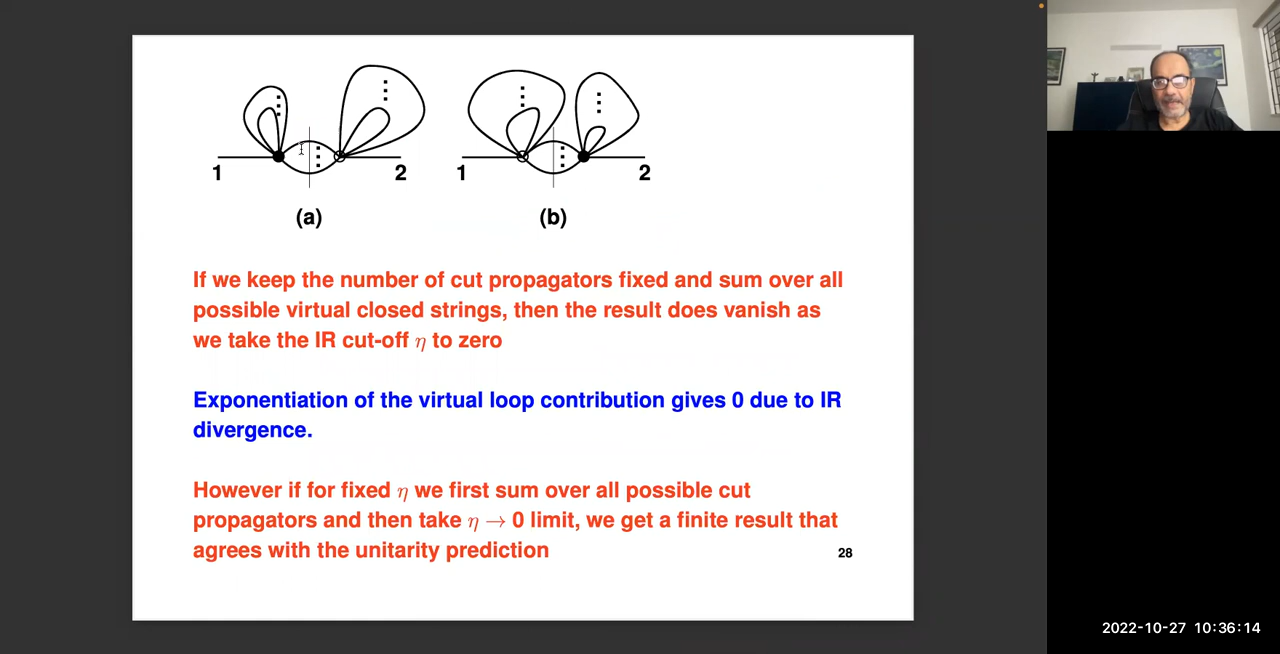 1 2 1 2
(a) (b)
If we keep the number of cut propagators fixed and sum over all
possible virtual closed strings, then the result does vanish as
we take the IR cut-off η to zero
Exponentiation of the virtual loop contribution gives 0 due to IR
divergence.
However if for fixed η we first sum over all possible cut
propagators and then take η → 0 limit, we get a finite result that
agrees with the unitarity prediction
28
2022-10-27 10:36:14